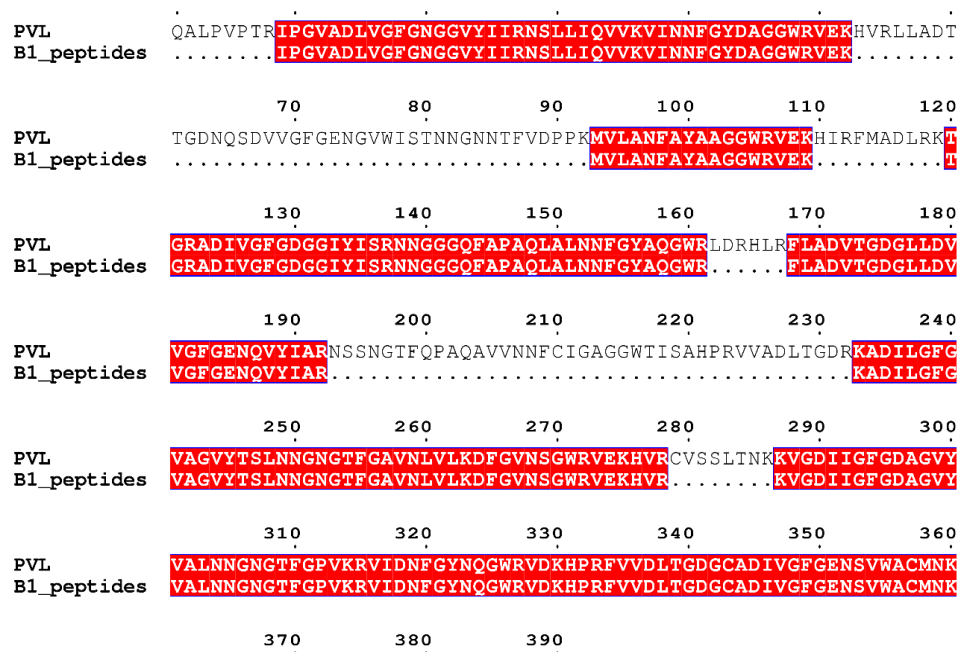 PVL QALPVPTRIPGVADLVGFGNGGVYIIRNSLLIQVVKVINNFGYDAGGWRVEKHVRLLADT
B1_peptides ........IPGVADLVGFGNGGVYIIRNSLLIQVVKVINNFGYDAGGWRVEK........
70 80 90 100 110 120
PVL TGDNQSDVVGFGENGVWISTNNGNNTFVDPPKMVLANFAYAAGGWRVEKHIRFMADLRKT
B1_peptides ................................MVLANFAYAAGGWRVEK..........T
130 140 150 160 170 180
PVL GRADIVGFGDGGIYISRNNGGGQFAPAQLALNNFGYAQGWRLDRHLRFLADVTGDGLLDV
B1_peptides GRADIVGFGDGGIYISRNNGGGQFAPAQLALNNFGYAQGWR......FLADVTGDGLLDV
190 200 210 220 230 240
PVL VGFGENQVYIARNSSNGTFQPAQAVVNNFCIGAGGWTISAHPRVVADLTGDRKADILGFG
B1_peptides VGFGENQVYIAR........................................KADILGFG
250 260 270 280 290 300
PVL VAGVYTSLNNGNGTFGAVNLVLKDFGVNSGWRVEKHVRCVSSLTNKKVGDIIGFGDAGVY
B1_peptides VAGVYTSLNNGNGTFGAVNLVLKDFGVNSGWRVEKHVR........KVGDIIGFGDAGVY
310 320 330 340 350 360
PVL VALNNGNGTFGPVKRVIDNFGYNQGWRVDKHPRFVVDLTGDGCADIVGFGENSVWACMNK
B1_peptides VALNNGNGTFGPVKRVIDNFGYNQGWRVDKHPRFVVDLTGDGCADIVGFGENSVWACMNK
370 380 390